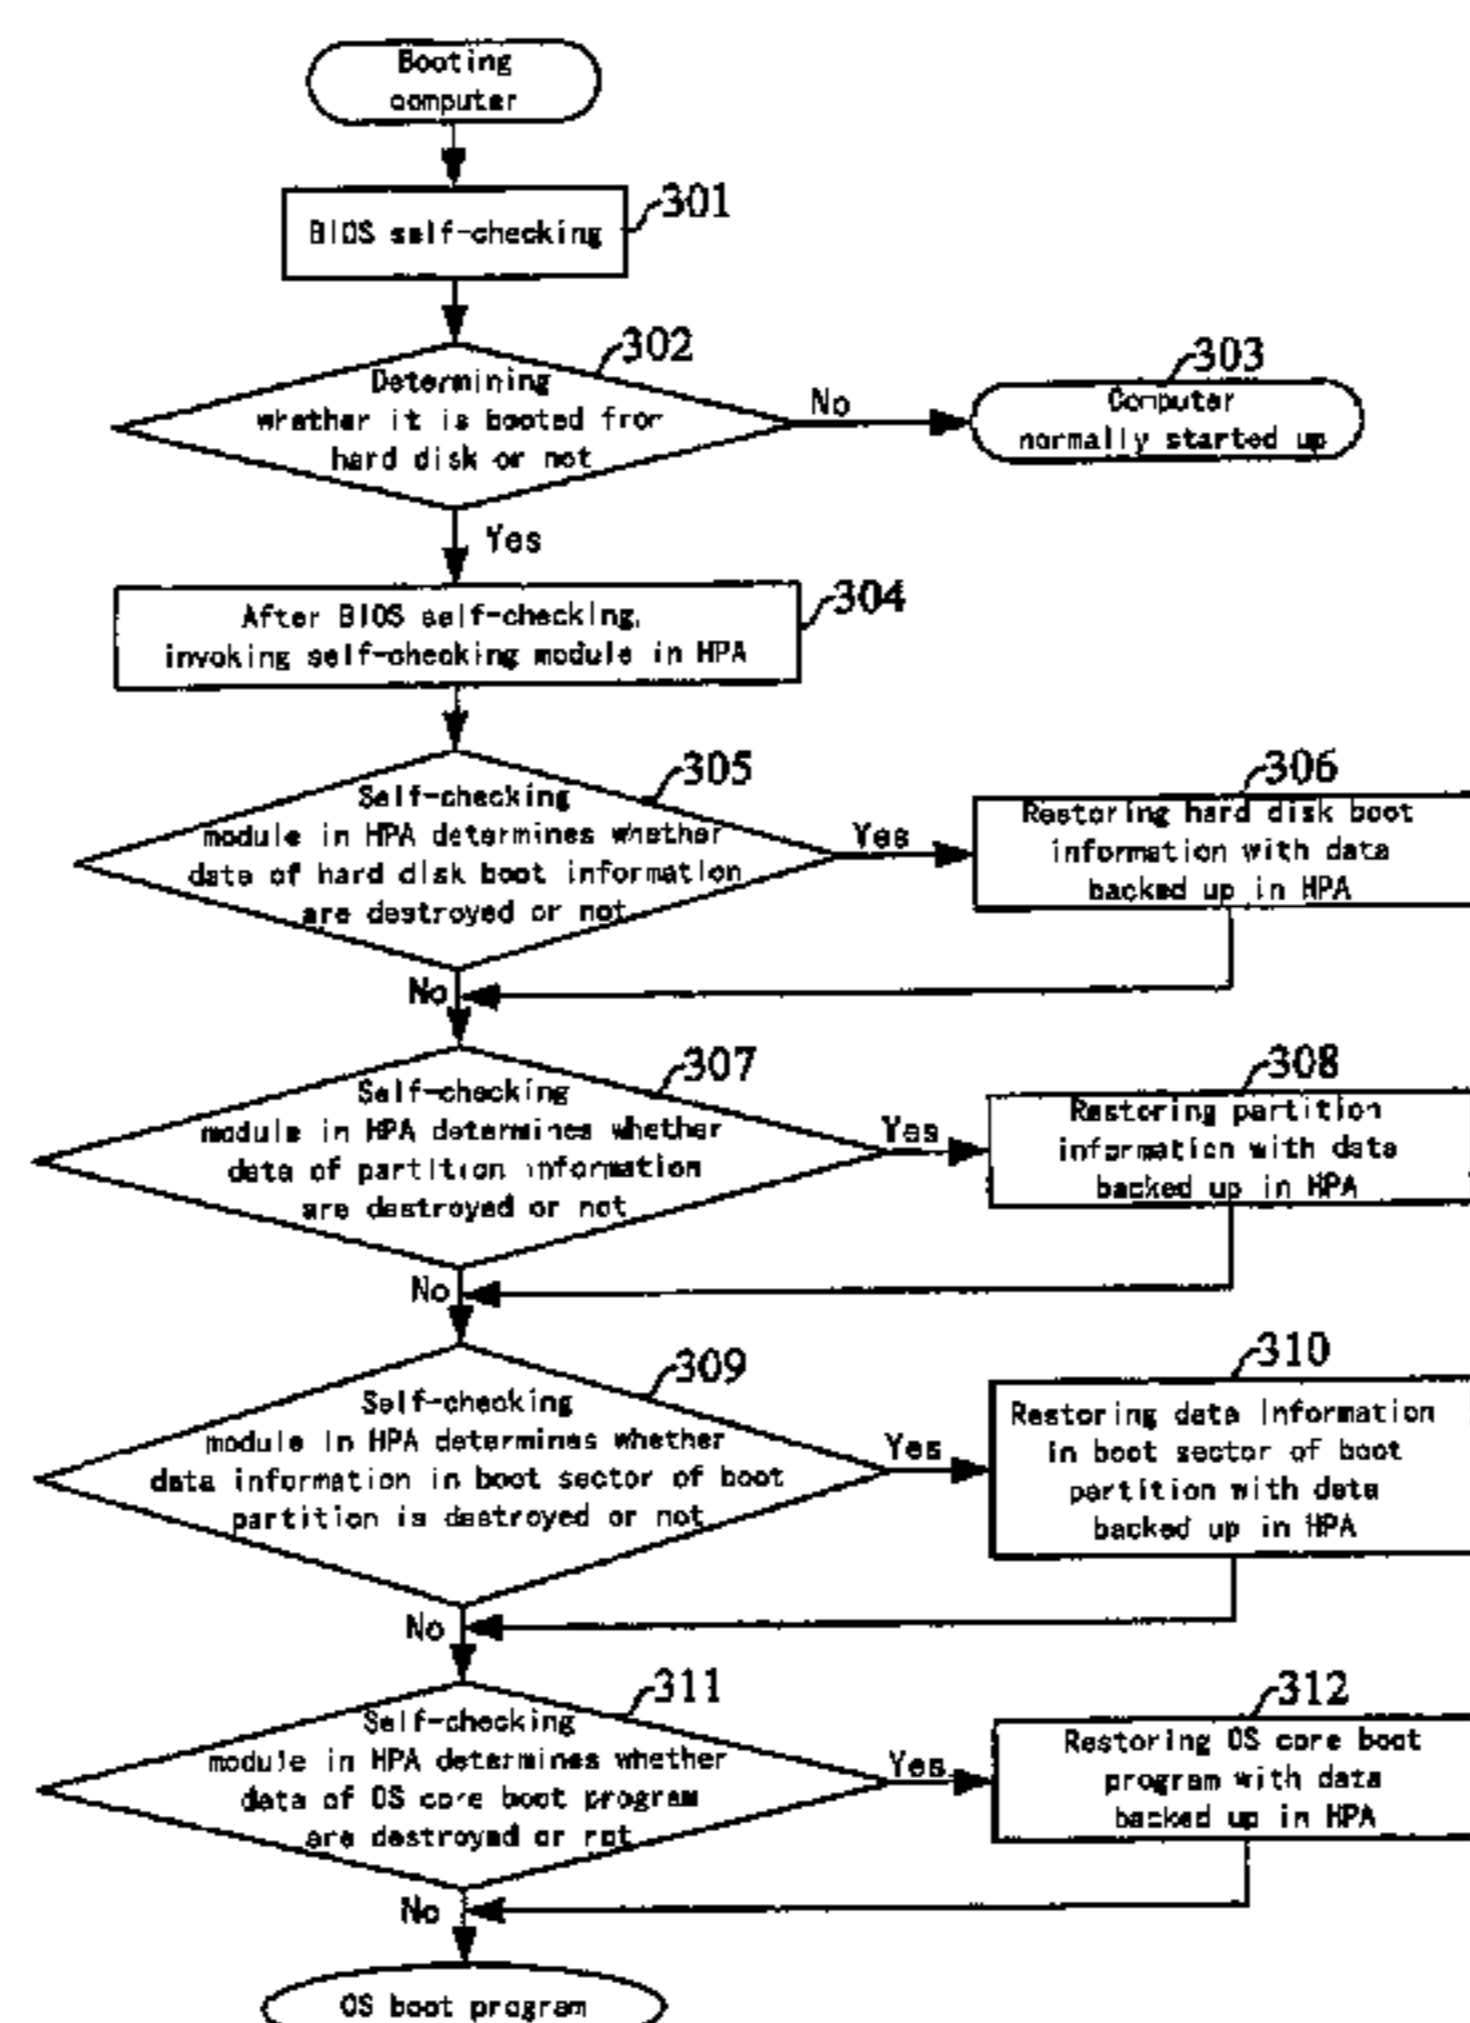 Booting
computer
301
BIOS self-checking
302
Determining
whether it is booted from
hard disk or not
No
303
Computer
normally started up
Yes
304
After BIOS self-checking,
invoking self-checking module in HPA
305
Self-checking
module in HPA determines whether
data of hard disk boot information
are destroyed or not
Yes
306
Restoring hard disk boot
information with data
backed up in HPA
No
307
Self-checking
module in HPA determines whether
data of partition information
are destroyed or not
Yes
308
Restoring partition
information with data
backed up in HPA
No
309
Self-checking
module in HPA determines whether
data information in boot sector of boot
partition is destroyed or not
Yes
310
Restoring data information
in boot sector of boot
partition with data
backed up in HPA
No
311
Self-checking
module in HPA determines whether
data of OS core boot program
are destroyed or not
Yes
312
Restoring OS core boot
program with data
backed up in HPA
No
OS boot program